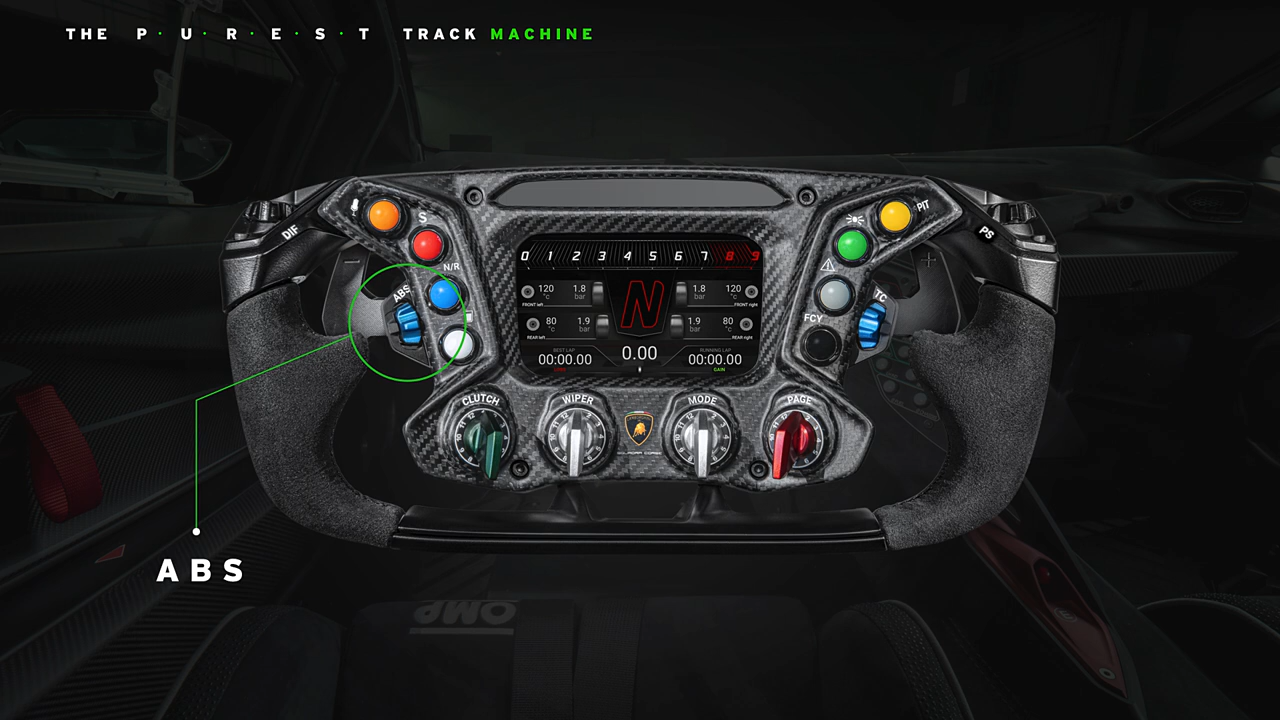 THE P·U·R·E·S·T TRACK MACHINE
DIF
S
N/R
ABS
PIT
PS
FCY
TC
0 1 2 3 4 5 6 7 8 9
120 °c 1.8 bar
FRONT left
N
1.8 bar 120 °c
FRONT right
80 °c 1.9 bar
REAR left
1.9 bar 80 °c
REAR right
BEST LAP
00:00.00
0.00
RUNNING LAP
00:00.00
GAIN
CLUTCH
WIPER
MODE
PAGE
ABS
OMP